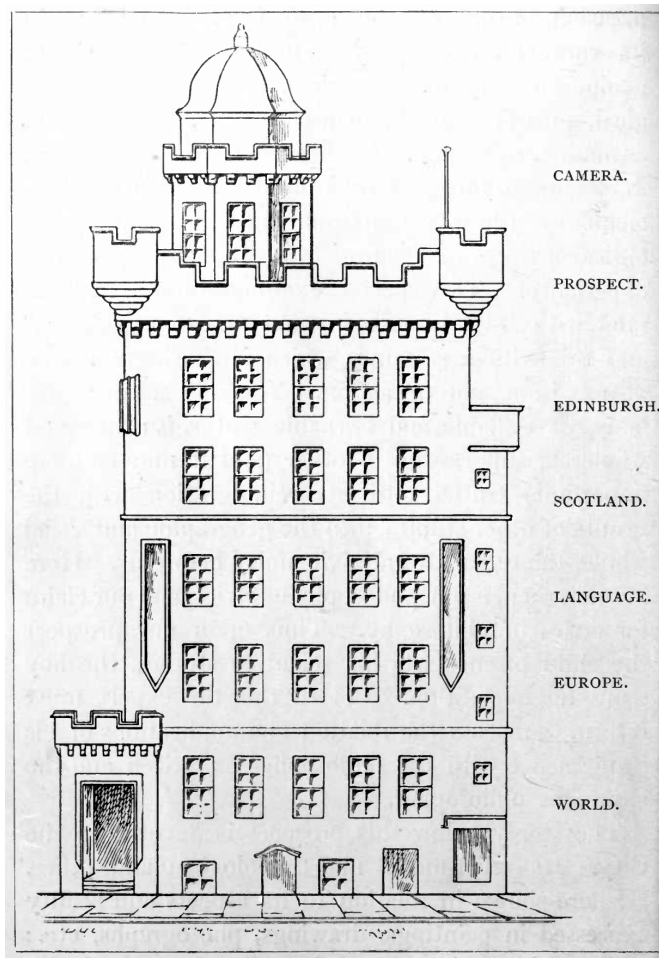 CAMERA.
PROSPECT.
EDINBURGH.
SCOTLAND.
LANGUAGE.
EUROPE.
WORLD.